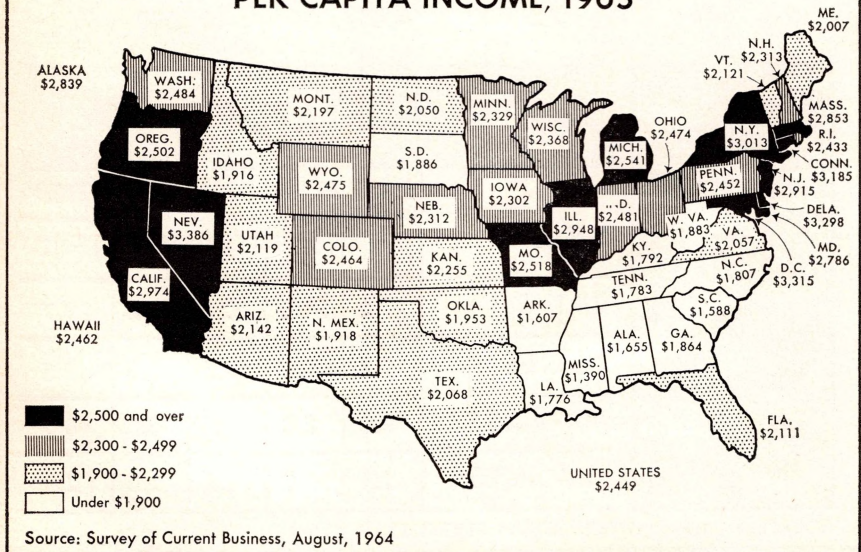 PER CAPITA INCOME, 1963
ME.
$2,007
N.H.
$2,313
VT.
$2,121
ALASKA
$2,839
WASH.
$2,484
MONT.
$2,197
N.D.
$2,050
MINN.
$2,329
WISC.
$2,368
MICH.
$2,541
OHIO
$2,474
N.Y.
$3,013
MASS.
$2,853
R.I.
$2,433
CONN.
$3,185
N.J.
$2,915
DELA.
$3,298
MD.
$2,786
D.C.
$3,315
OREG.
$2,502
IDAHO
$1,916
WYO.
$2,475
S.D.
$1,886
IOWA
$2,302
NEB.
$2,312
ILL.
$2,948
.D.
$2,481
PENN.
$2,452
W. VA.
$1,883
VA.
$2,057
NEV.
$3,386
UTAH
$2,119
COLO.
$2,464
KAN.
$2,255
MO.
$2,518
KY.
$1,792
N.C.
$1,807
TENN.
$1,783
S.C.
$1,588
CALIF.
$2,974
ARIZ.
$2,142
N. MEX.
$1,918
OKLA.
$1,953
ARK.
$1,607
MISS.
$1,390
ALA.
$1,655
GA.
$1,864
HAWAII
$2,462
TEX.
$2,068
LA.
$1,776
FLA.
$2,111
$2,500 and over
$2,300 - $2,499
$1,900 - $2,299
Under $1,900
UNITED STATES
$2,449
Source: Survey of Current Business, August, 1964